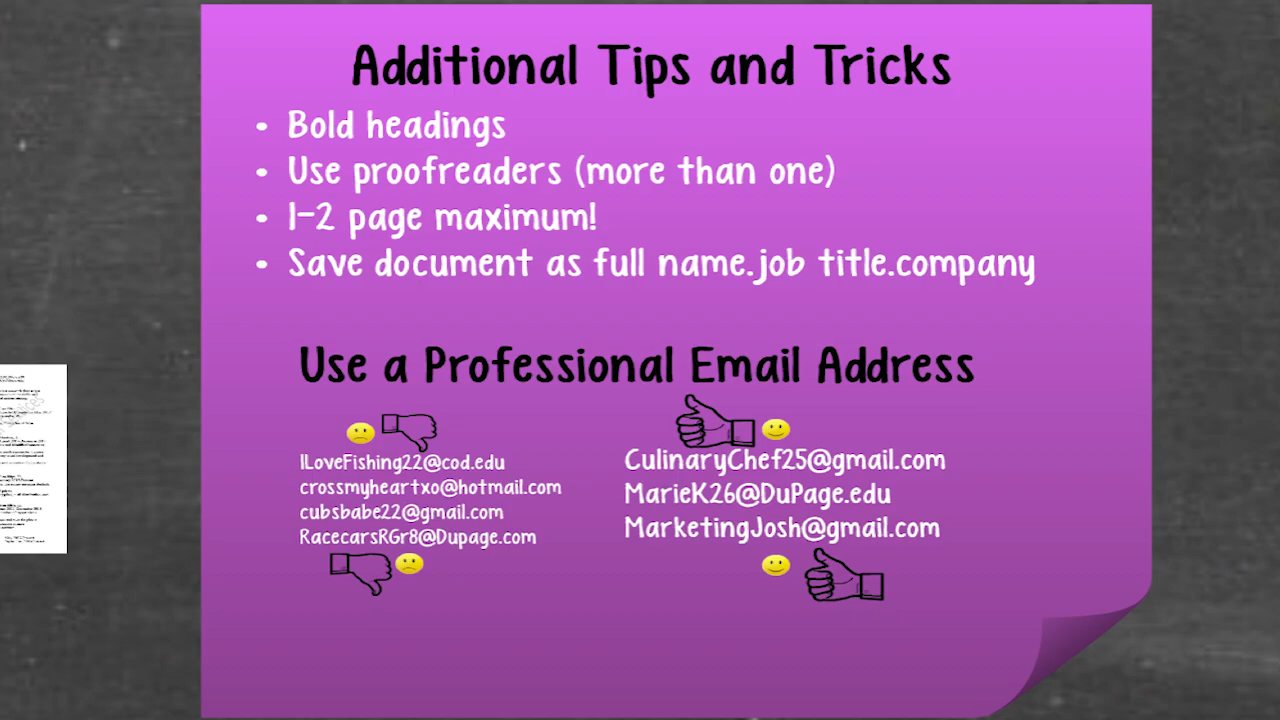 Additional Tips and Tricks
• Bold headings
• Use proofreaders (more than one)
• 1-2 page maximum!
• Save document as full name.job title.company
Use a Professional Email Address
ILoveFishing22@cod.edu
crossmyheartxo@hotmail.com
cubsbabe22@gmail.com
RacecarsRGr8@Dupage.com
CulinaryChef25@gmail.com
MarieK26@DuPage.edu
MarketingJosh@gmail.com